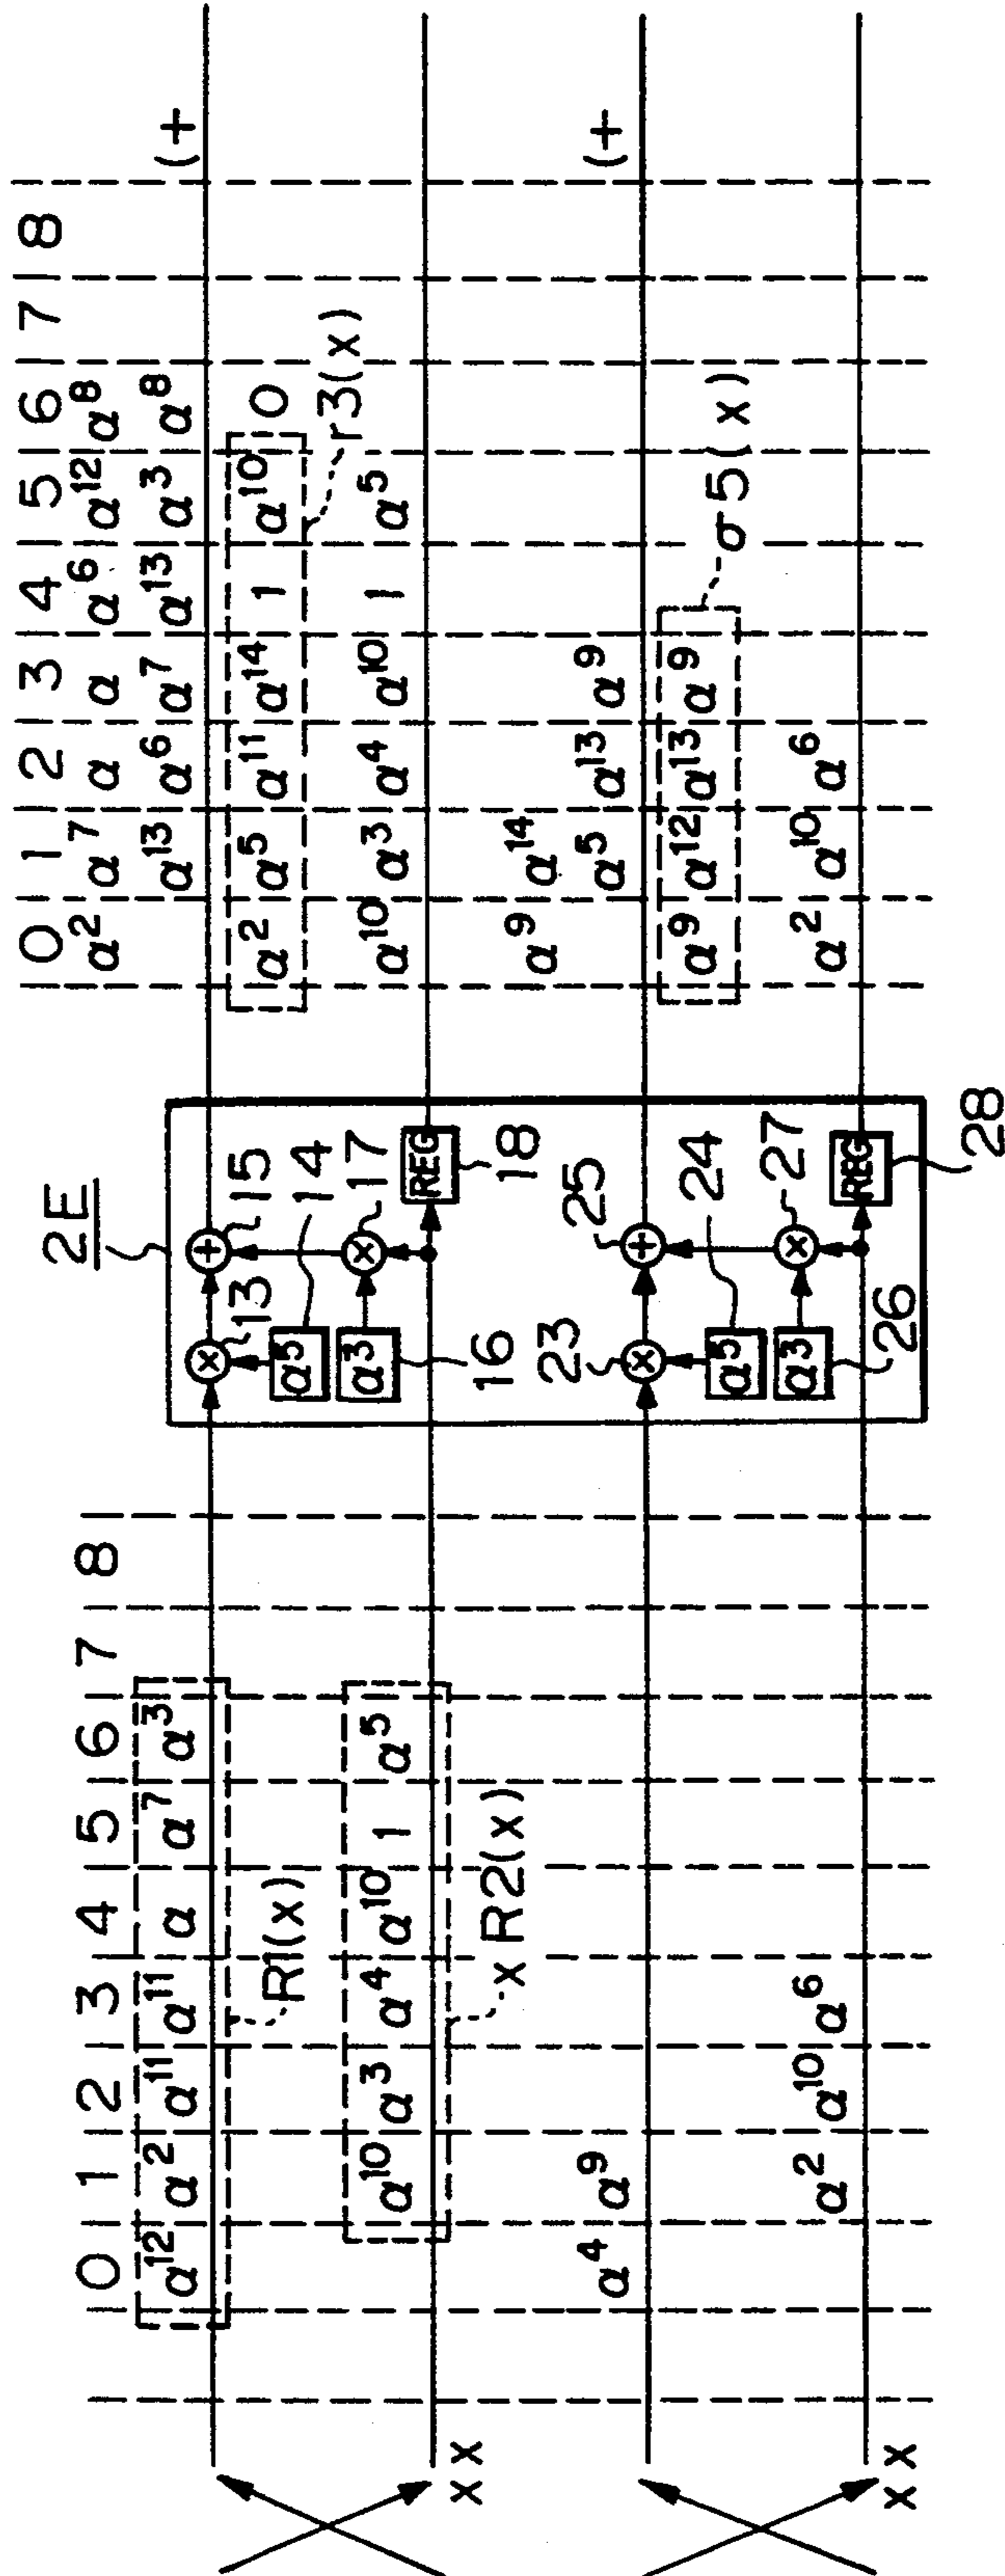 0 1 2 3 4 5 6 7 8
α¹² α² α¹¹ α¹¹ α α⁷ α³
R1(x)
α¹⁰ α³ α⁴ α¹⁰ 1 α⁵
x R2(x)
α⁴ α⁹
α² α¹⁰ α⁶
x x
x x
2E
13
15
α⁵
14
α³
16
17
REG
18
23
25
α⁵
24
α³
26
27
REG
28
0 1 2 3 4 5 6 7 8
α² α⁷ α α α⁶ α¹² α⁸
α¹³ α⁶ α⁷ α¹³ α³ α⁸
(+
α² α⁵ α¹¹ α¹⁴ 1 α¹⁰ 0
r3(x)
α¹⁰ α³ α⁴ α¹⁰ 1 α⁵
α⁹ α¹⁴
α⁵ α¹³ α⁹
(+
α⁹ α¹² α¹³ α⁹
σ5(x)
α² α¹⁰ α⁶